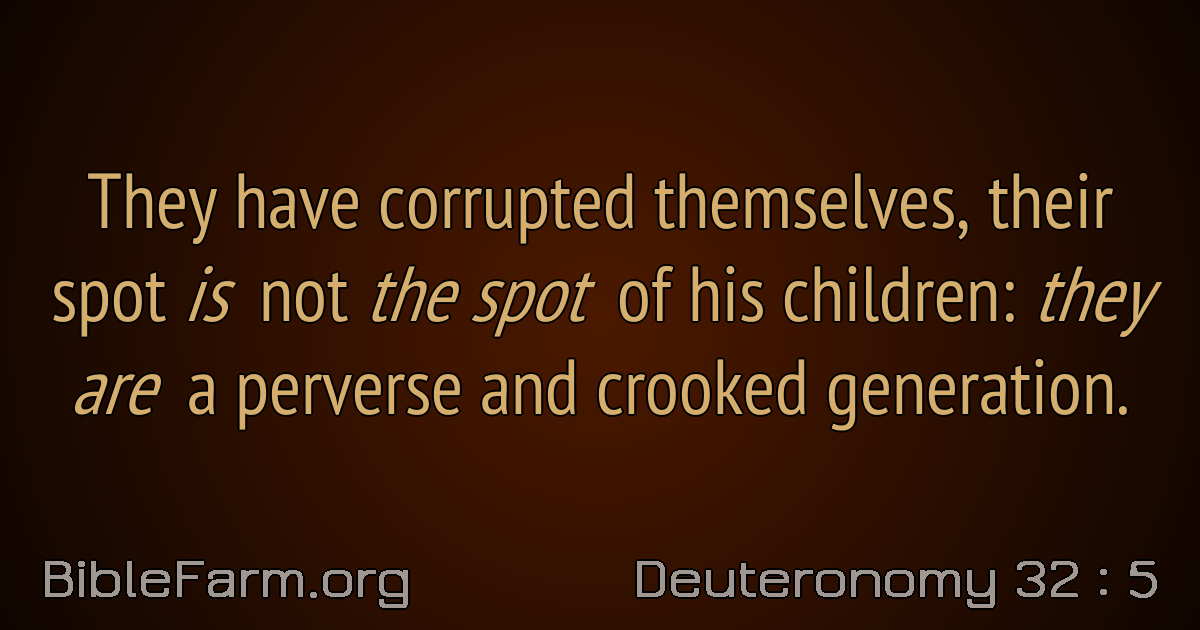 They have corrupted themselves, their
spot is not the spot of his children: they
are a perverse and crooked generation.
BibleFarm.org
Deuteronomy 32 : 5